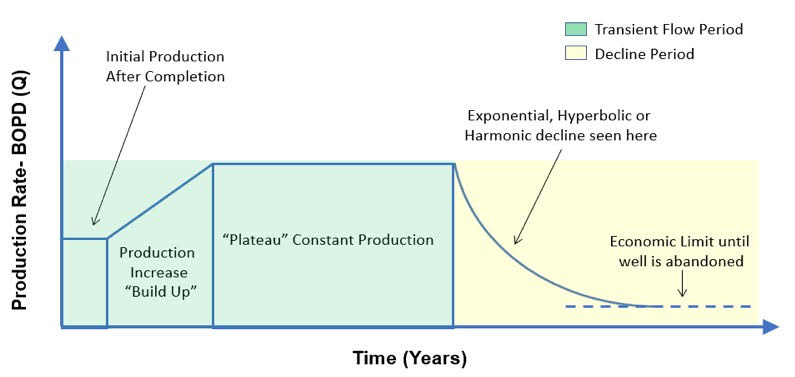 Transient Flow Period
Decline Period
Initial Production
After Completion
Exponential, Hyperbolic or
Harmonic decline seen here
Production Rate- BOPD (Q)
Production
Increase
“Build Up”
“Plateau” Constant Production
Economic Limit until
well is abandoned
Time (Years)